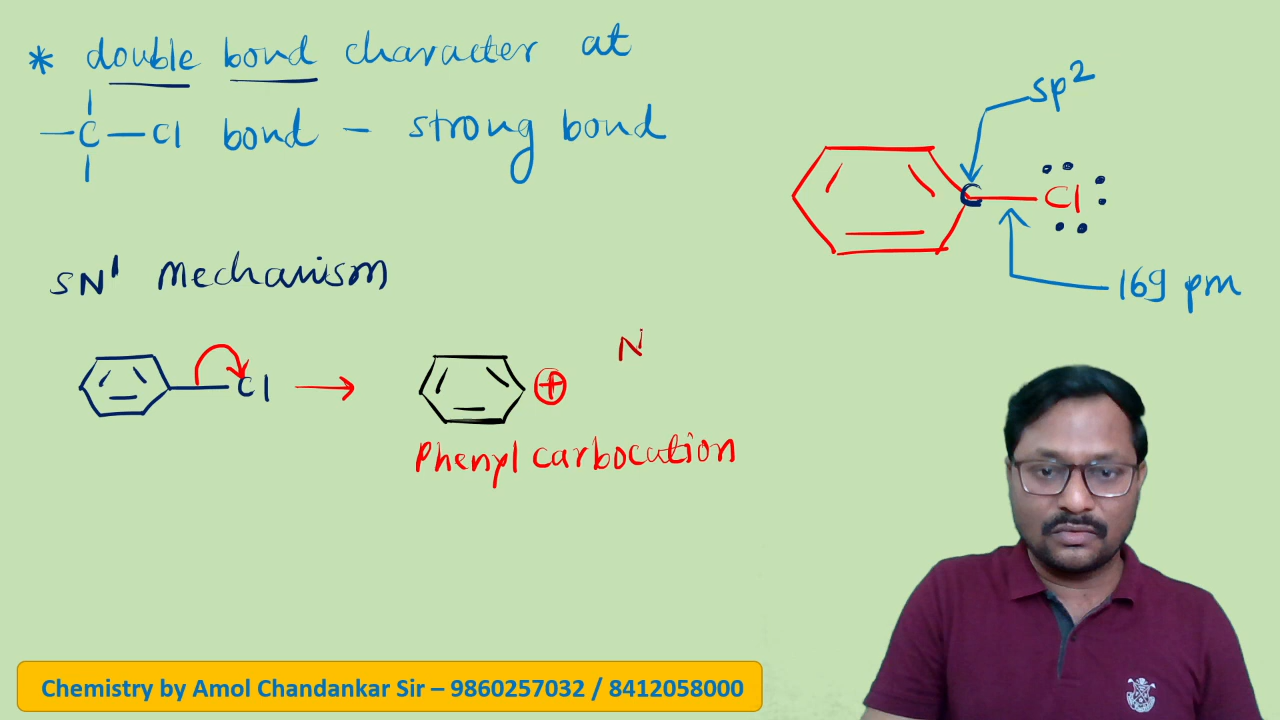 * double bond character at
–C–Cl bond – strong bond
sp²
C Cl
169 pm
SN¹ Mechanism
Cl → ⊕ N
Phenyl carbocation
Chemistry by Amol Chandankar Sir – 9860257032 / 8412058000